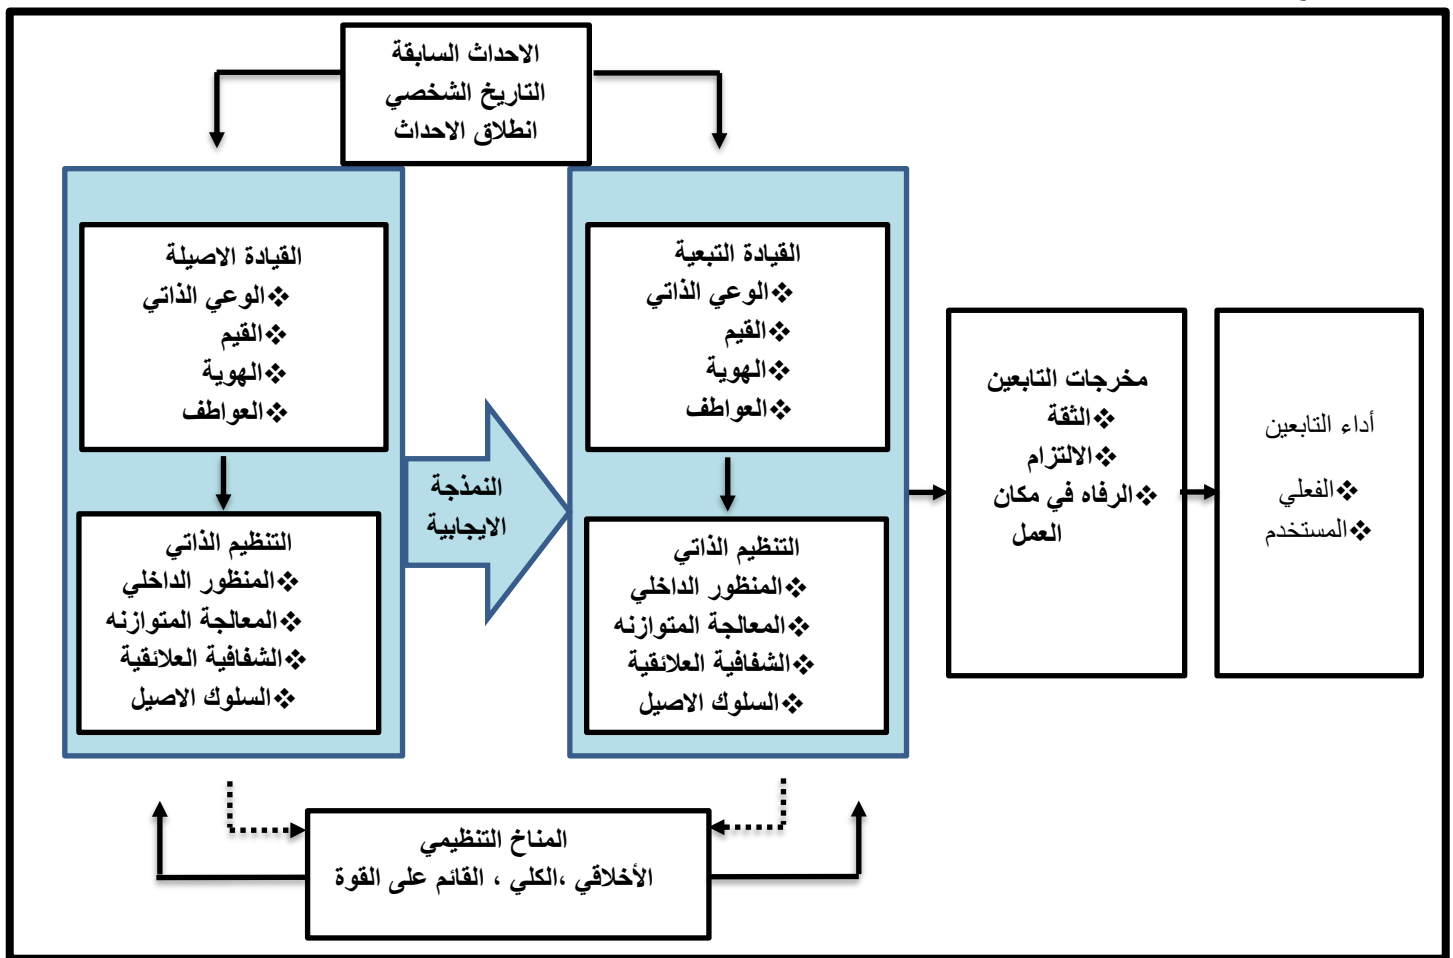 الاحداث السابقة
التاريخ الشخصي
انطلاق الاحداث
القيادة الاصيلة
❖الوعي الذاتي
❖القيم
❖الهوية
❖العواطف
التنظيم الذاتي
❖المنظور الداخلي
❖المعالجة المتوازنه
❖الشفافية العلائقية
❖السلوك الاصيل
النمذجة
الايجابية
القيادة التبعية
❖الوعي الذاتي
❖القيم
❖الهوية
❖العواطف
التنظيم الذاتي
❖المنظور الداخلي
❖المعالجة المتوازنه
❖الشفافية العلائقية
❖السلوك الاصيل
مخرجات التابعين
❖الثقة
❖الالتزام
❖الرفاه في مكان
العمل
أداء التابعين
❖الفعلي
❖المستخدم
المناخ التنظيمي
الأخلاقي ،الكلي ، القائم على القوة